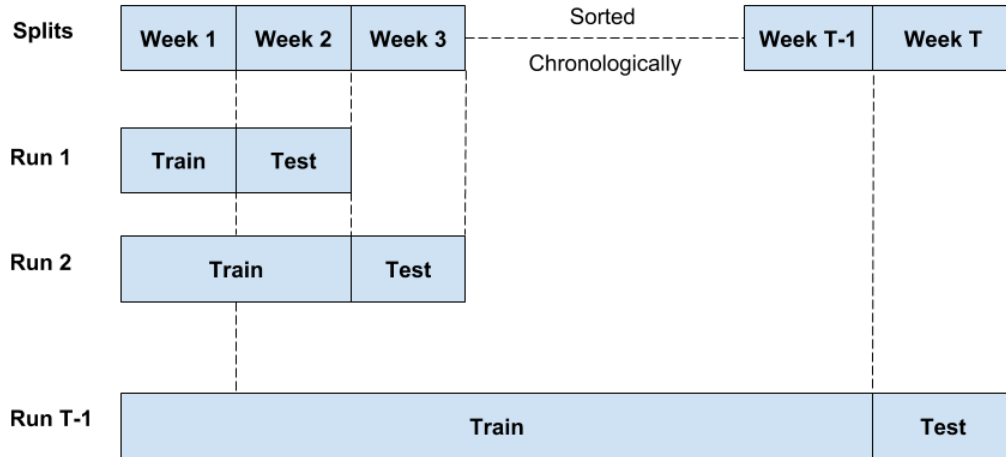 Splits
Week 1
Week 2
Week 3
Sorted
Chronologically
Week T-1
Week T
Run 1
Train
Test
Run 2
Train
Test
Run T-1
Train
Test